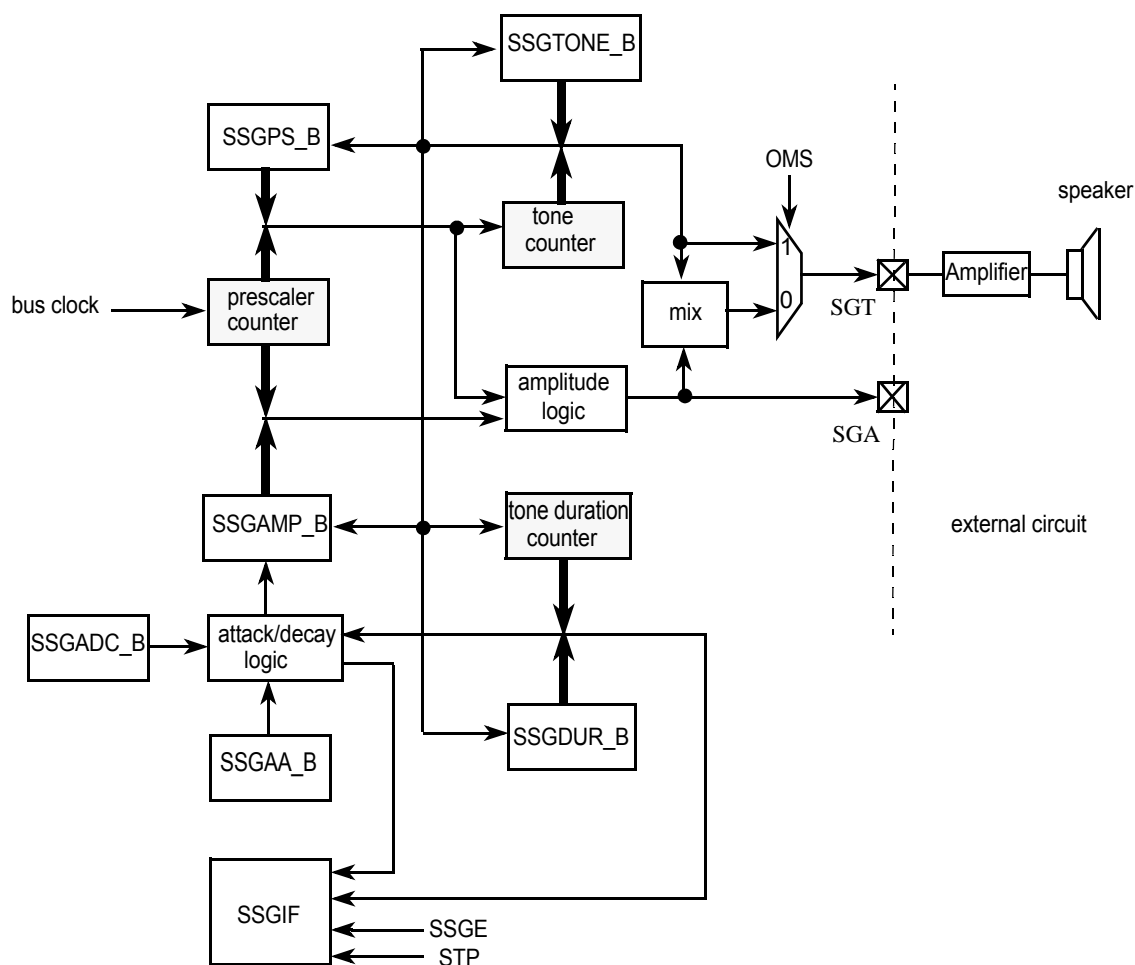 SSGTONE_B
SSGPS_B
OMS
speaker
tone
counter
1
Amplifier
bus clock
prescaler
counter
mix
0
SGT
amplitude
logic
SGA
SSGAMP_B
tone duration
counter
external circuit
SSGADC_B
attack/decay
logic
SSGDUR_B
SSGAA_B
SSGIF
SSGE
STP